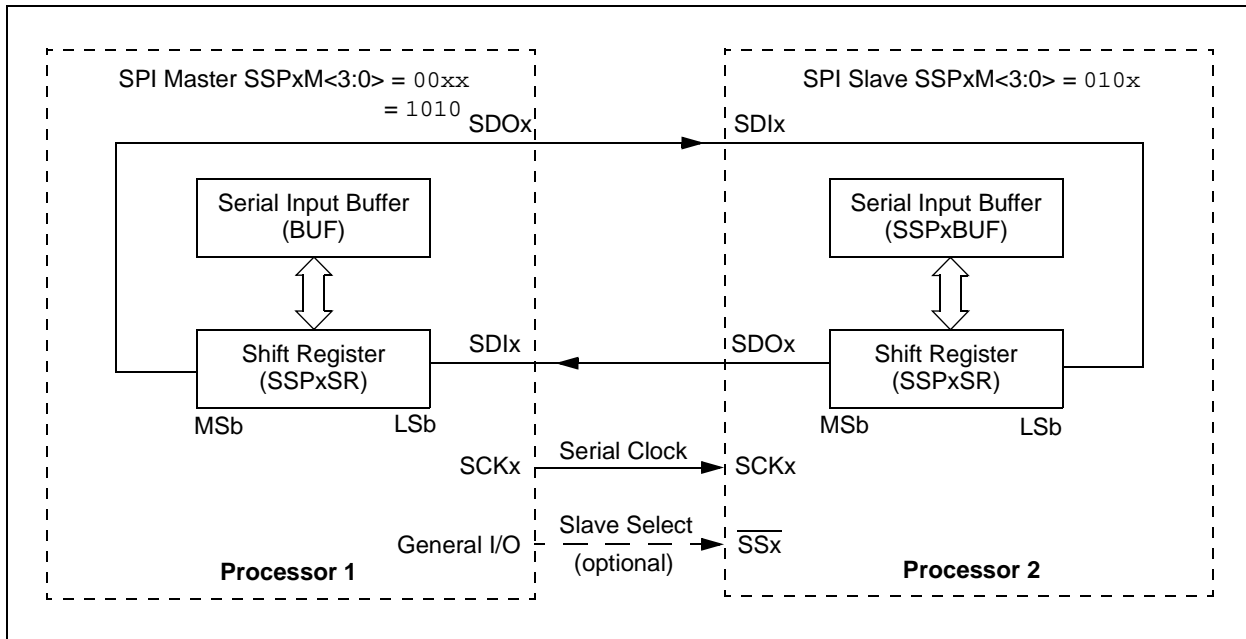 SPI Master SSPxM<3:0> = 00xx
= 1010
SPI Slave SSPxM<3:0> = 010x
SDOx
SDIx
Serial Input Buffer
(BUF)
Serial Input Buffer
(SSPxBUF)
SDIx
SDOx
Shift Register
(SSPxSR)
Shift Register
(SSPxSR)
MSb
LSb
MSb
LSb
SCKx
Serial Clock
SCKx
General I/O
Slave Select
(optional)
SSx
Processor 1
Processor 2